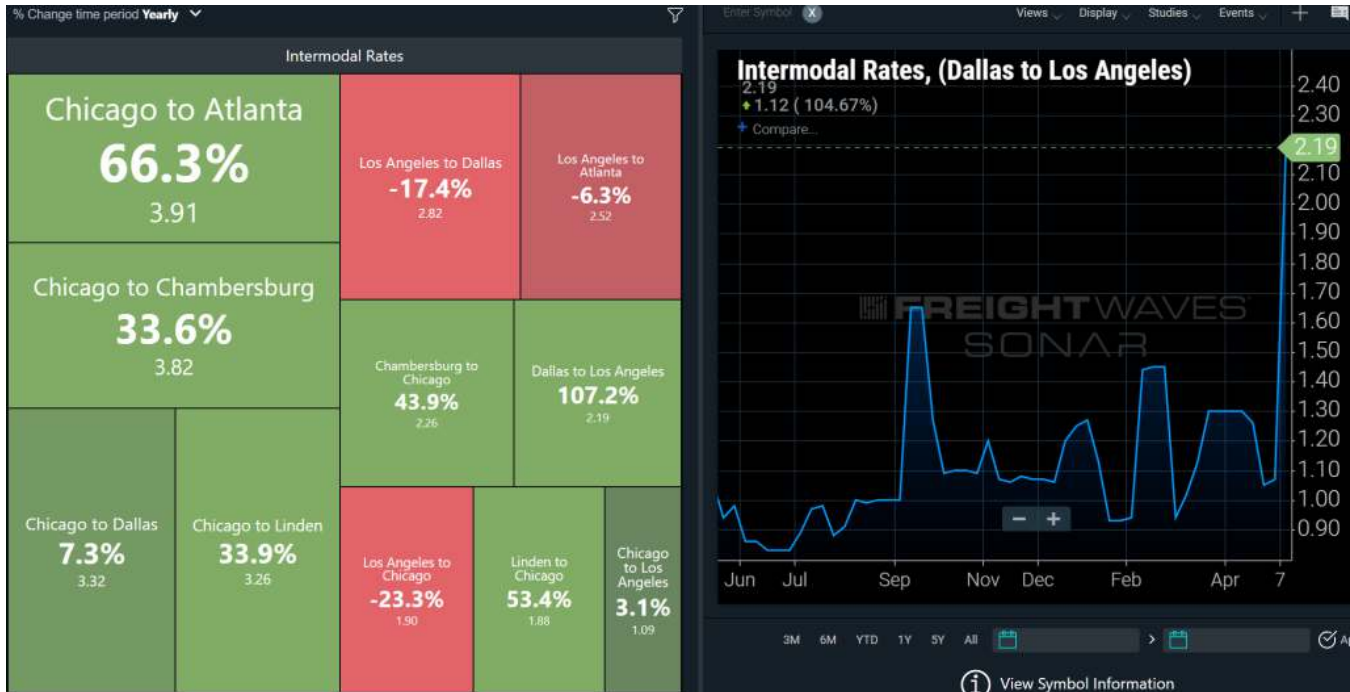 % Change time period Yearly
Intermodal Rates
Chicago to Atlanta
66.3%
3.91
Chicago to Chambersburg
33.6%
3.82
Chicago to Dallas
7.3%
3.32
Chicago to Linden
33.9%
3.26
Los Angeles to Dallas
-17.4%
2.82
Los Angeles to
Atlanta
-6.3%
2.52
Chambersburg to
Chicago
43.9%
2.26
Dallas to Los Angeles
107.2%
2.19
Los Angeles to
Chicago
-23.3%
1.90
Linden to
Chicago
53.4%
1.88
Chicago
to Los
Angeles
3.1%
1.09
Enter Symbol X Views Display Studies Events
Intermodal Rates, (Dallas to Los Angeles)
2.19
1.12 ( 104.67%)
+ Compare...
FREIGHTWAVES
SONAR
2.40
2.30
2.19
2.10
2.00
1.90
1.80
1.70
1.60
1.50
1.40
1.30
1.20
1.10
1.00
0.90
Jun Jul Sep Nov Dec Feb Apr 7
3M 6M YTD 1Y 5Y All >
View Symbol Information